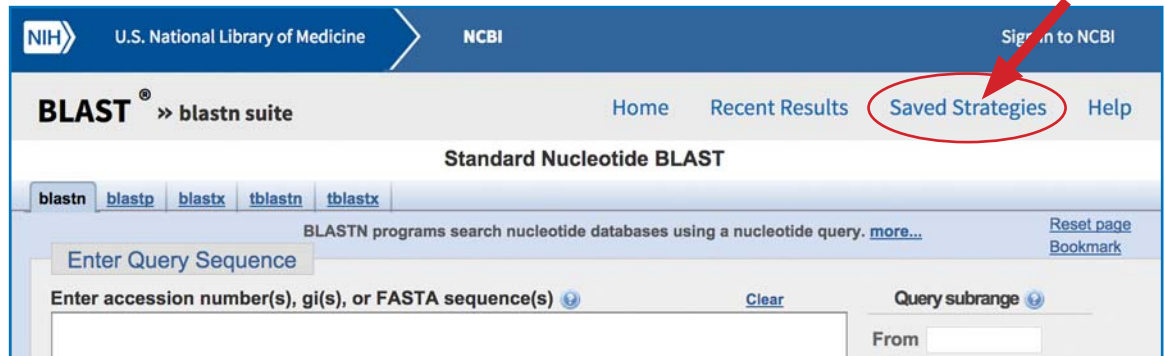 NIH U.S. National Library of Medicine NCBI Sign in to NCBI
BLAST ® » blastn suite Home Recent Results Saved Strategies Help
Standard Nucleotide BLAST
blastn blastp blastx tblastn tblastx
BLASTN programs search nucleotide databases using a nucleotide query. more... Reset page
Bookmark
Enter Query Sequence
Enter accession number(s), gi(s), or FASTA sequence(s) Clear Query subrange
From